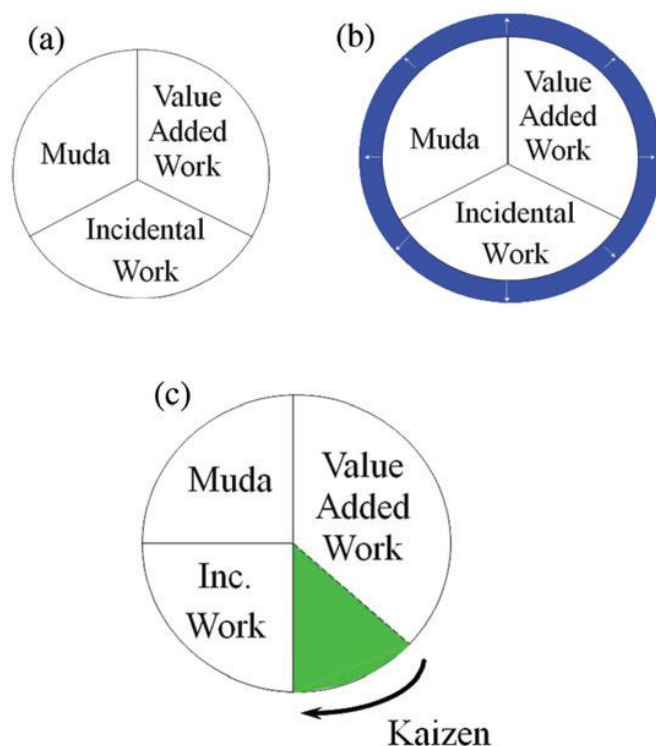 (a)
Muda
Value
Added
Work
Incidental
Work
(b)
Muda
Value
Added
Work
Incidental
Work
(c)
Muda
Value
Added
Work
Inc.
Work
Kaizen